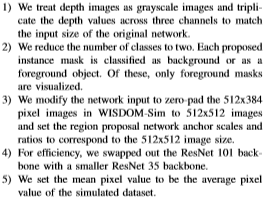 1) We treat depth images as grayscale images and tripli-
cate the depth values across three channels to match
the input size of the original network.
2) We reduce the number of classes to two. Each proposed
instance mask is classified as background or as a
foreground object. Of these, only foreground masks
are visualized.
3) We modify the network input to zero-pad the 512x384
pixel images in WISDOM-Sim to 512x512 images
and set the region proposal network anchor scales and
ratios to correspond to the 512x512 image size.
4) For efficiency, we swapped out the ResNet 101 back-
bone with a smaller ResNet 35 backbone.
5) We set the mean pixel value to be the average pixel
value of the simulated dataset.